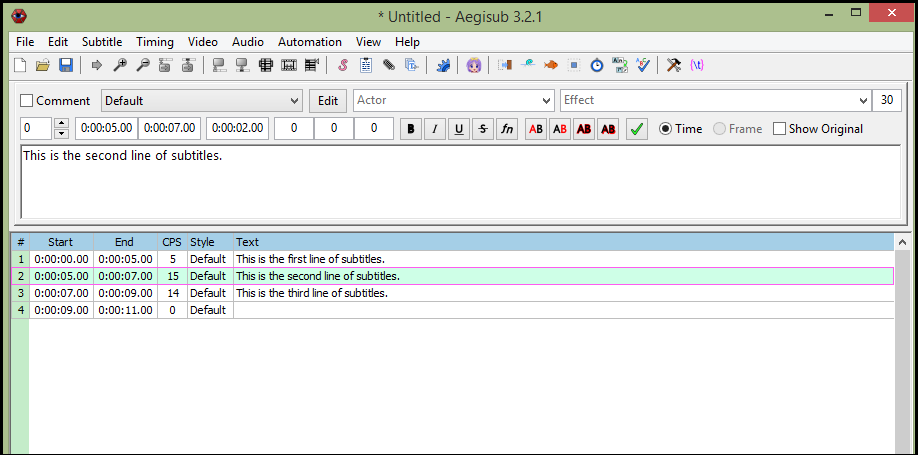 * Untitled - Aegisub 3.2.1
File Edit Subtitle Timing Video Audio Automation View Help
Comment Default Edit Actor Effect 30
0 0:00:05.00 0:00:07.00 0:00:02.00 0 0 0 B I U S fn AB AB AB AB Time Frame Show Original
This is the second line of subtitles.
# Start End CPS Style Text
1 0:00:00.00 0:00:05.00 5 Default This is the first line of subtitles.
2 0:00:05.00 0:00:07.00 15 Default This is the second line of subtitles.
3 0:00:07.00 0:00:09.00 14 Default This is the third line of subtitles.
4 0:00:09.00 0:00:11.00 0 Default